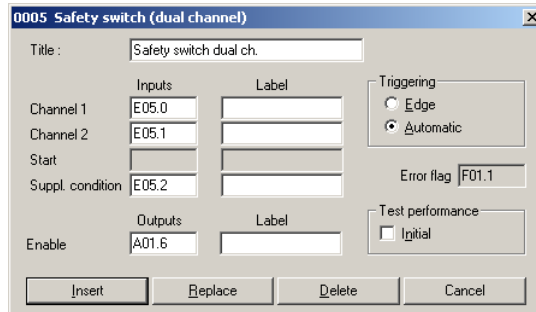 0005 Safety switch (dual channel)
Title :
Safety switch dual ch.
Inputs
Label
Channel 1
E05.0
Channel 2
E05.1
Start
Suppl. condition
E05.2
Outputs
Label
Enable
A01.6
Triggering
Edge
Automatic
Error flag
F01.1
Test performance
Initial
Insert
Replace
Delete
Cancel